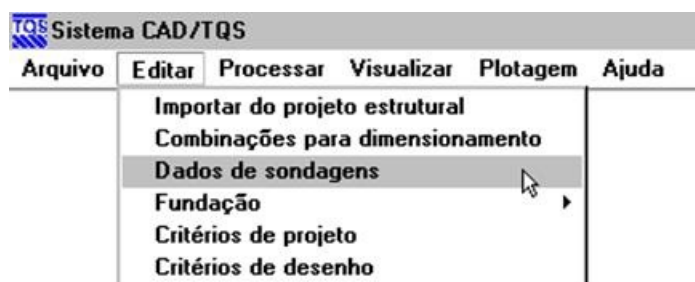 TQS Sistema CAD/TQS
Arquivo Editar Processar Visualizar Plotagem Ajuda
Importar do projeto estrutural
Combinações para dimensionamento
Dados de sondagens
Fundação
Critérios de projeto
Critérios de desenho